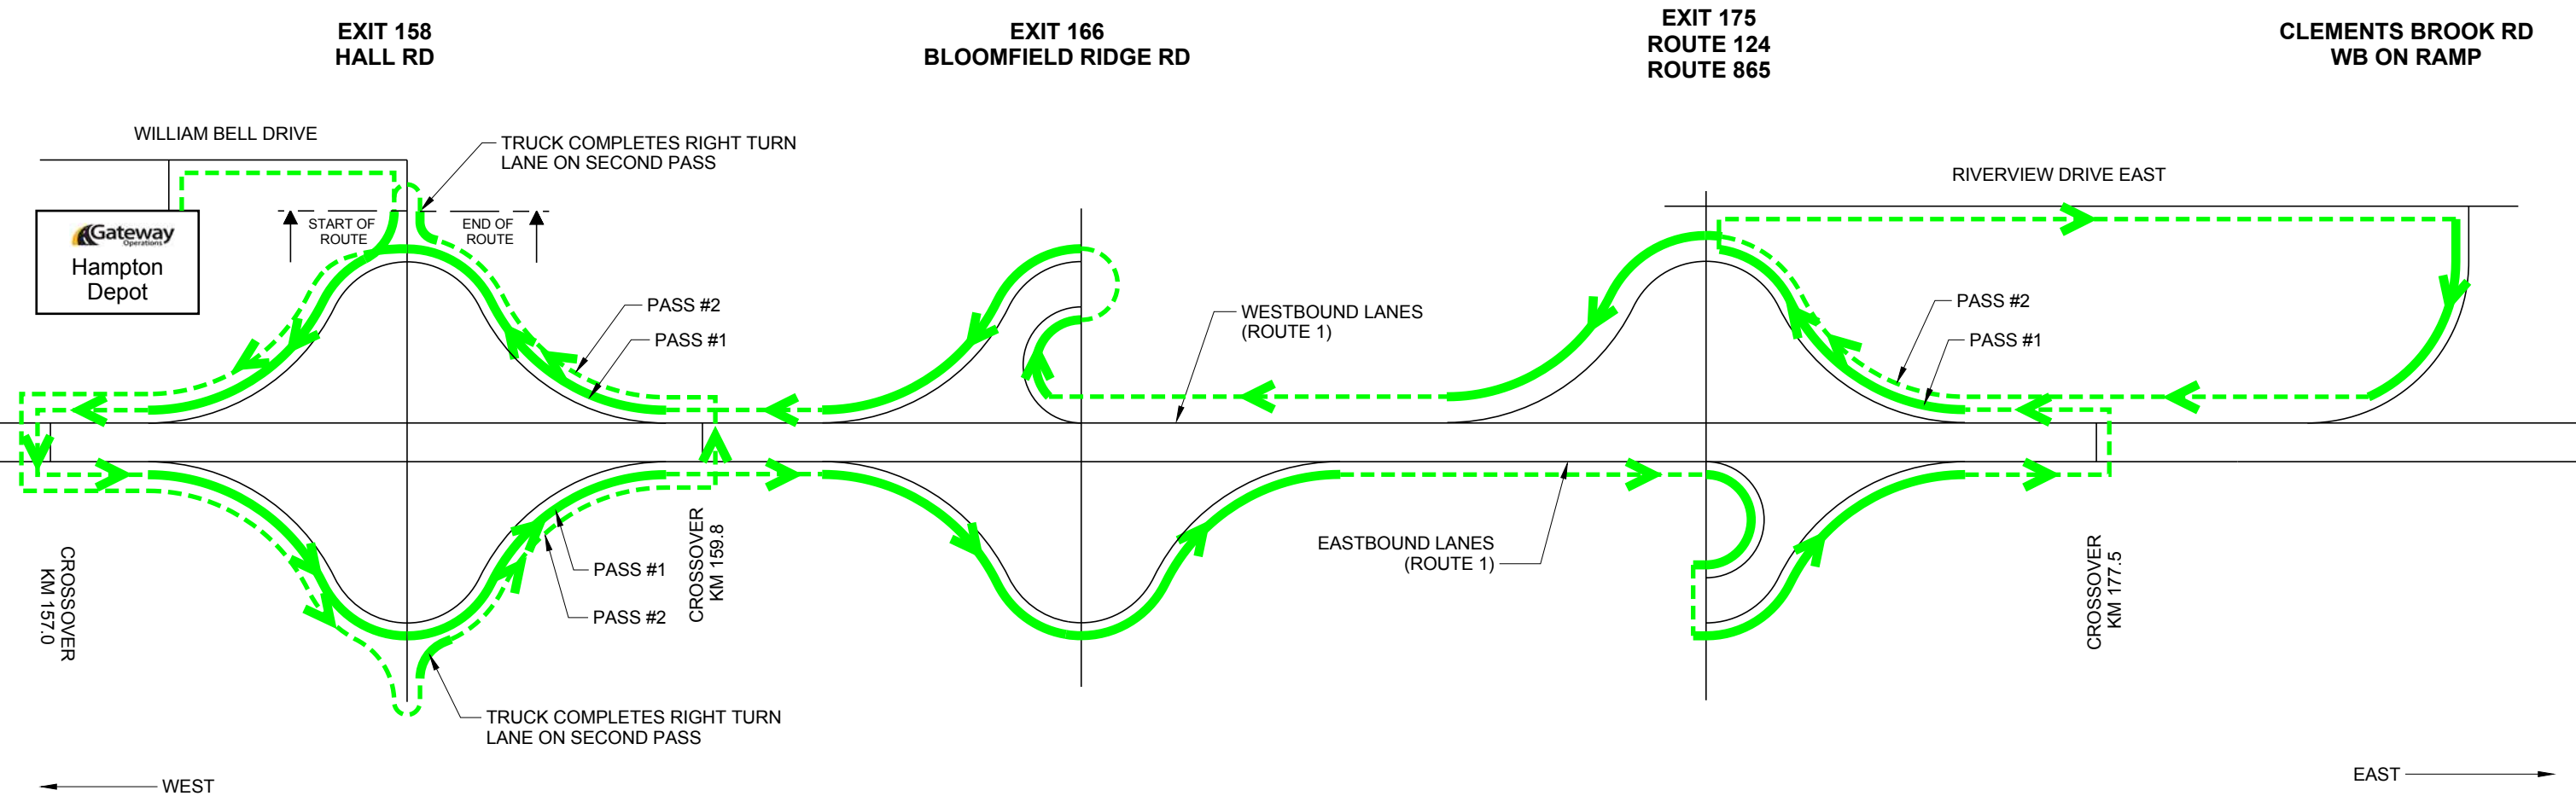 EXIT 158
HALL RD
EXIT 166
BLOOMFIELD RIDGE RD
EXIT 175
ROUTE 124
ROUTE 865
CLEMENTS BROOK RD
WB ON RAMP
WILLIAM BELL DRIVE
TRUCK COMPLETES RIGHT TURN
LANE ON SECOND PASS
RIVERVIEW DRIVE EAST
Gateway
Operations
Hampton
Depot
START OF
ROUTE
END OF
ROUTE
PASS #2
PASS #1
WESTBOUND LANES
(ROUTE 1)
PASS #2
PASS #1
CROSSOVER
KM 157.0
CROSSOVER
KM 159.8
PASS #1
PASS #2
EASTBOUND LANES
(ROUTE 1)
CROSSOVER
KM 177.5
TRUCK COMPLETES RIGHT TURN
LANE ON SECOND PASS
WEST
EAST